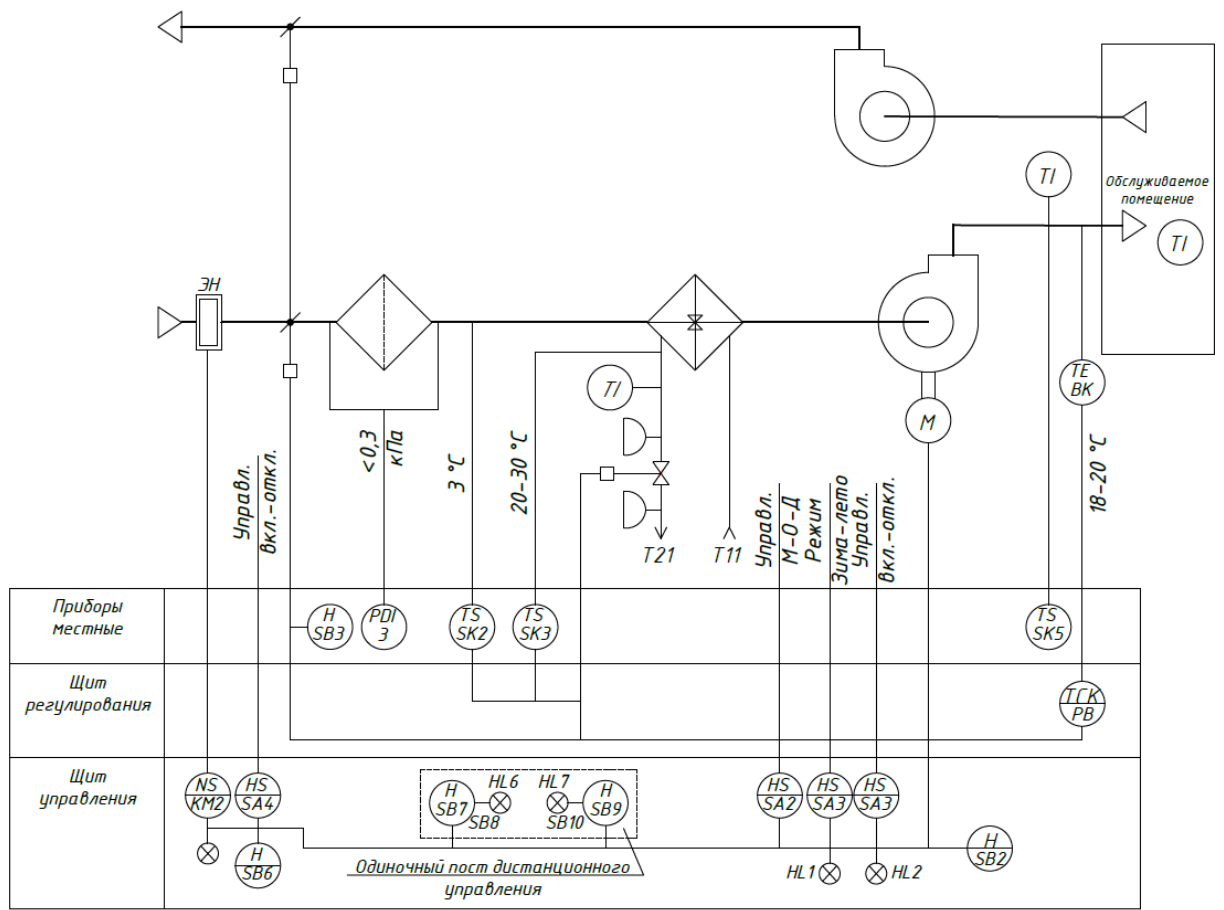 TI
Обслуживаемое
помещение
TI
ЭН
TE
BK
TI
M
<0,3
кПа
3 °С
20-30 °С
Управл.
вкл.-откл.
Управл.
М-О-Д
Режим
Зима-лето
Управл.
вкл.-откл.
18-20 °С
T21
T11
Приборы
местные
H
SB3
PDI
3
TS
SK2
TS
SK3
TS
SK5
Щит
регулирования
TCK
PB
Щит
управления
NS
KM2
HS
SA4
H
SB7
HL6
SB8
HL7
SB10
H
SB9
HS
SA2
HS
SA3
HS
SA3
H
SB6
Одиночный пост дистанционного
управления
HL1
HL2
H
SB2